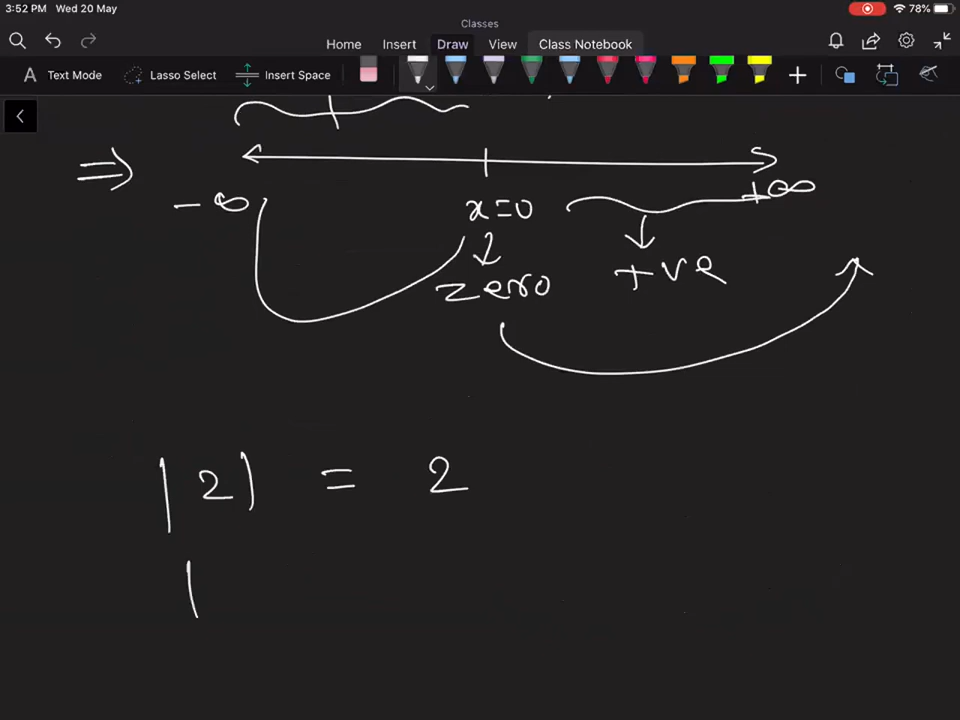 3:52 PM Wed 20 May
78%
Classes
Home Insert Draw View Class Notebook
Text Mode Lasso Select Insert Space
⇒
- ∞ x = 0 +∞
↓ ↓
zero +ve
|2| = 2
|